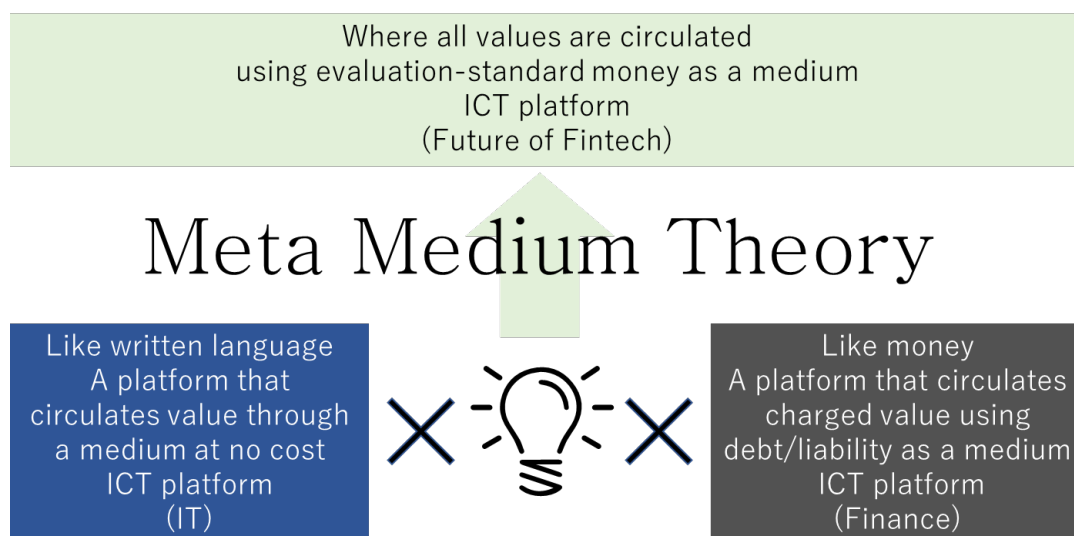 Where all values are circulated
using evaluation-standard money as a medium
ICT platform
(Future of Fintech)
Meta Medium Theory
Like written language
A platform that
circulates value through
a medium at no cost
ICT platform
(IT)
Like money
A platform that circulates
charged value using
debt/liability as a medium
ICT platform
(Finance)